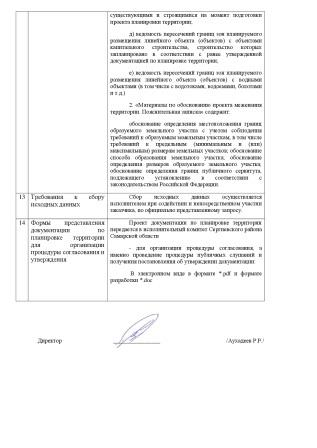 существующими и строящимися на момент подготовки
проекта планировки территории;
д) ведомость пересечений границ зон планируемого
размещения линейного объекта (объектов) с объектами
капитального строительства, строительство которых
запланировано в соответствии с ранее утвержденной
документацией по планировке территории;
е) ведомость пересечений границ зон планируемого
размещения линейного объекта (объектов) с водными
объектами (в том числе с водотоками, водоемами, болотами
и т.д.)
2. «Материалы по обоснованию проекта межевания
территории. Пояснительная записка» содержит:
обоснование определения местоположения границ
образуемого земельного участка с учетом соблюдения
требований к образуемым земельным участкам, в том числе
требований к предельным (минимальным и (или)
максимальным) размерам земельных участков; обоснование
способа образования земельного участка; обоснование
определения размеров образуемого земельного участка;
обоснование определения границ публичного сервитута,
подлежащего установлению в соответствии с
законодательством Российской Федерации
13 Требования к сбору исходных данных
Сбор исходных данных осуществляется
исполнителем при содействии и непосредственном участии
заказчика, по официально представленному запросу.
14 Формы представления
документации по
планировке территории
для организации
процедуры согласования и
утверждения
Проект документации по планировке территории
передается в исполнительный комитет Сергиевского района
Самарской области
- для организации процедуры согласования, а
именно проведение процедуры публичных слушаний и
получения постановления об утверждении документации:
В электронном виде в формате *.pdf и формате
разработки *.doc
Директор /Аухадеев Р.Р./